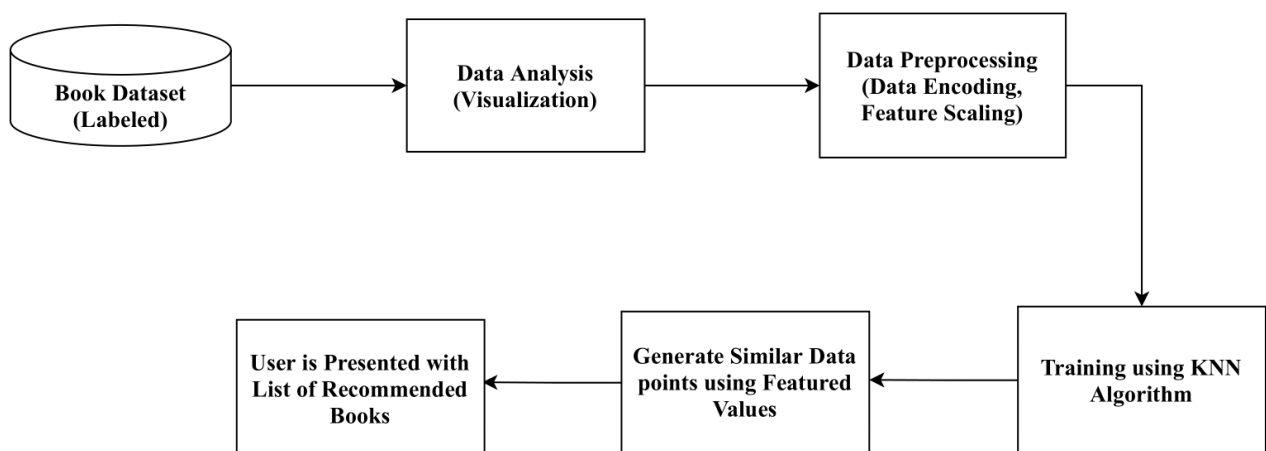 Book Dataset
(Labeled)
Data Analysis
(Visualization)
Data Preprocessing
(Data Encoding,
Feature Scaling)
Training using KNN
Algorithm
Generate Similar Data
points using Featured
Values
User is Presented with
List of Recommended
Books